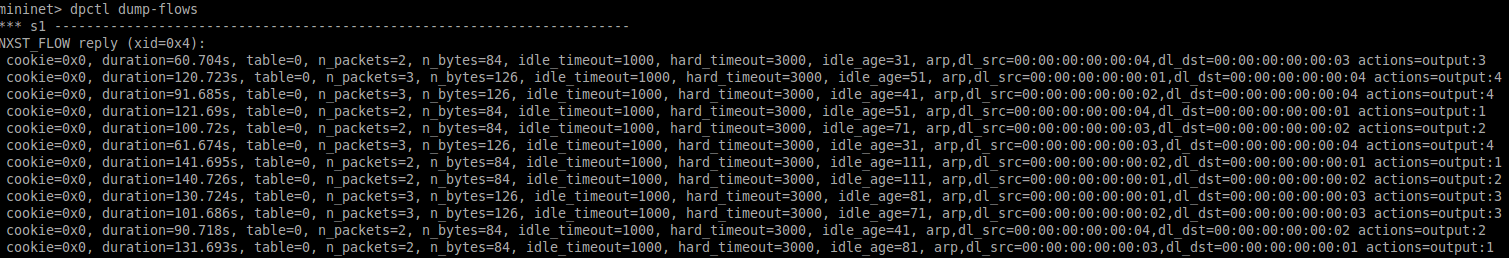 mininet> dpctl dump-flows
*** s1 ------------------------------------------------------------------------
NXST_FLOW reply (xid=0x4):
cookie=0x0, duration=60.704s, table=0, n_packets=2, n_bytes=84, idle_timeout=1000, hard_timeout=3000, idle_age=31, arp,dl_src=00:00:00:00:00:04,dl_dst=00:00:00:00:00:03 actions=output:3
cookie=0x0, duration=120.723s, table=0, n_packets=3, n_bytes=126, idle_timeout=1000, hard_timeout=3000, idle_age=51, arp,dl_src=00:00:00:00:00:01,dl_dst=00:00:00:00:00:04 actions=output:4
cookie=0x0, duration=91.685s, table=0, n_packets=3, n_bytes=126, idle_timeout=1000, hard_timeout=3000, idle_age=41, arp,dl_src=00:00:00:00:00:02,dl_dst=00:00:00:00:00:04 actions=output:4
cookie=0x0, duration=121.69s, table=0, n_packets=2, n_bytes=84, idle_timeout=1000, hard_timeout=3000, idle_age=51, arp,dl_src=00:00:00:00:00:04,dl_dst=00:00:00:00:00:01 actions=output:1
cookie=0x0, duration=100.72s, table=0, n_packets=2, n_bytes=84, idle_timeout=1000, hard_timeout=3000, idle_age=71, arp,dl_src=00:00:00:00:00:03,dl_dst=00:00:00:00:00:02 actions=output:2
cookie=0x0, duration=61.674s, table=0, n_packets=3, n_bytes=126, idle_timeout=1000, hard_timeout=3000, idle_age=31, arp,dl_src=00:00:00:00:00:03,dl_dst=00:00:00:00:00:04 actions=output:4
cookie=0x0, duration=141.695s, table=0, n_packets=2, n_bytes=84, idle_timeout=1000, hard_timeout=3000, idle_age=111, arp,dl_src=00:00:00:00:00:02,dl_dst=00:00:00:00:00:01 actions=output:1
cookie=0x0, duration=140.726s, table=0, n_packets=2, n_bytes=84, idle_timeout=1000, hard_timeout=3000, idle_age=111, arp,dl_src=00:00:00:00:00:01,dl_dst=00:00:00:00:00:02 actions=output:2
cookie=0x0, duration=130.724s, table=0, n_packets=3, n_bytes=126, idle_timeout=1000, hard_timeout=3000, idle_age=81, arp,dl_src=00:00:00:00:00:01,dl_dst=00:00:00:00:00:03 actions=output:3
cookie=0x0, duration=101.686s, table=0, n_packets=3, n_bytes=126, idle_timeout=1000, hard_timeout=3000, idle_age=71, arp,dl_src=00:00:00:00:00:02,dl_dst=00:00:00:00:00:03 actions=output:3
cookie=0x0, duration=90.718s, table=0, n_packets=2, n_bytes=84, idle_timeout=1000, hard_timeout=3000, idle_age=41, arp,dl_src=00:00:00:00:00:04,dl_dst=00:00:00:00:00:02 actions=output:2
cookie=0x0, duration=131.693s, table=0, n_packets=2, n_bytes=84, idle_timeout=1000, hard_timeout=3000, idle_age=81, arp,dl_src=00:00:00:00:00:03,dl_dst=00:00:00:00:00:01 actions=output:1